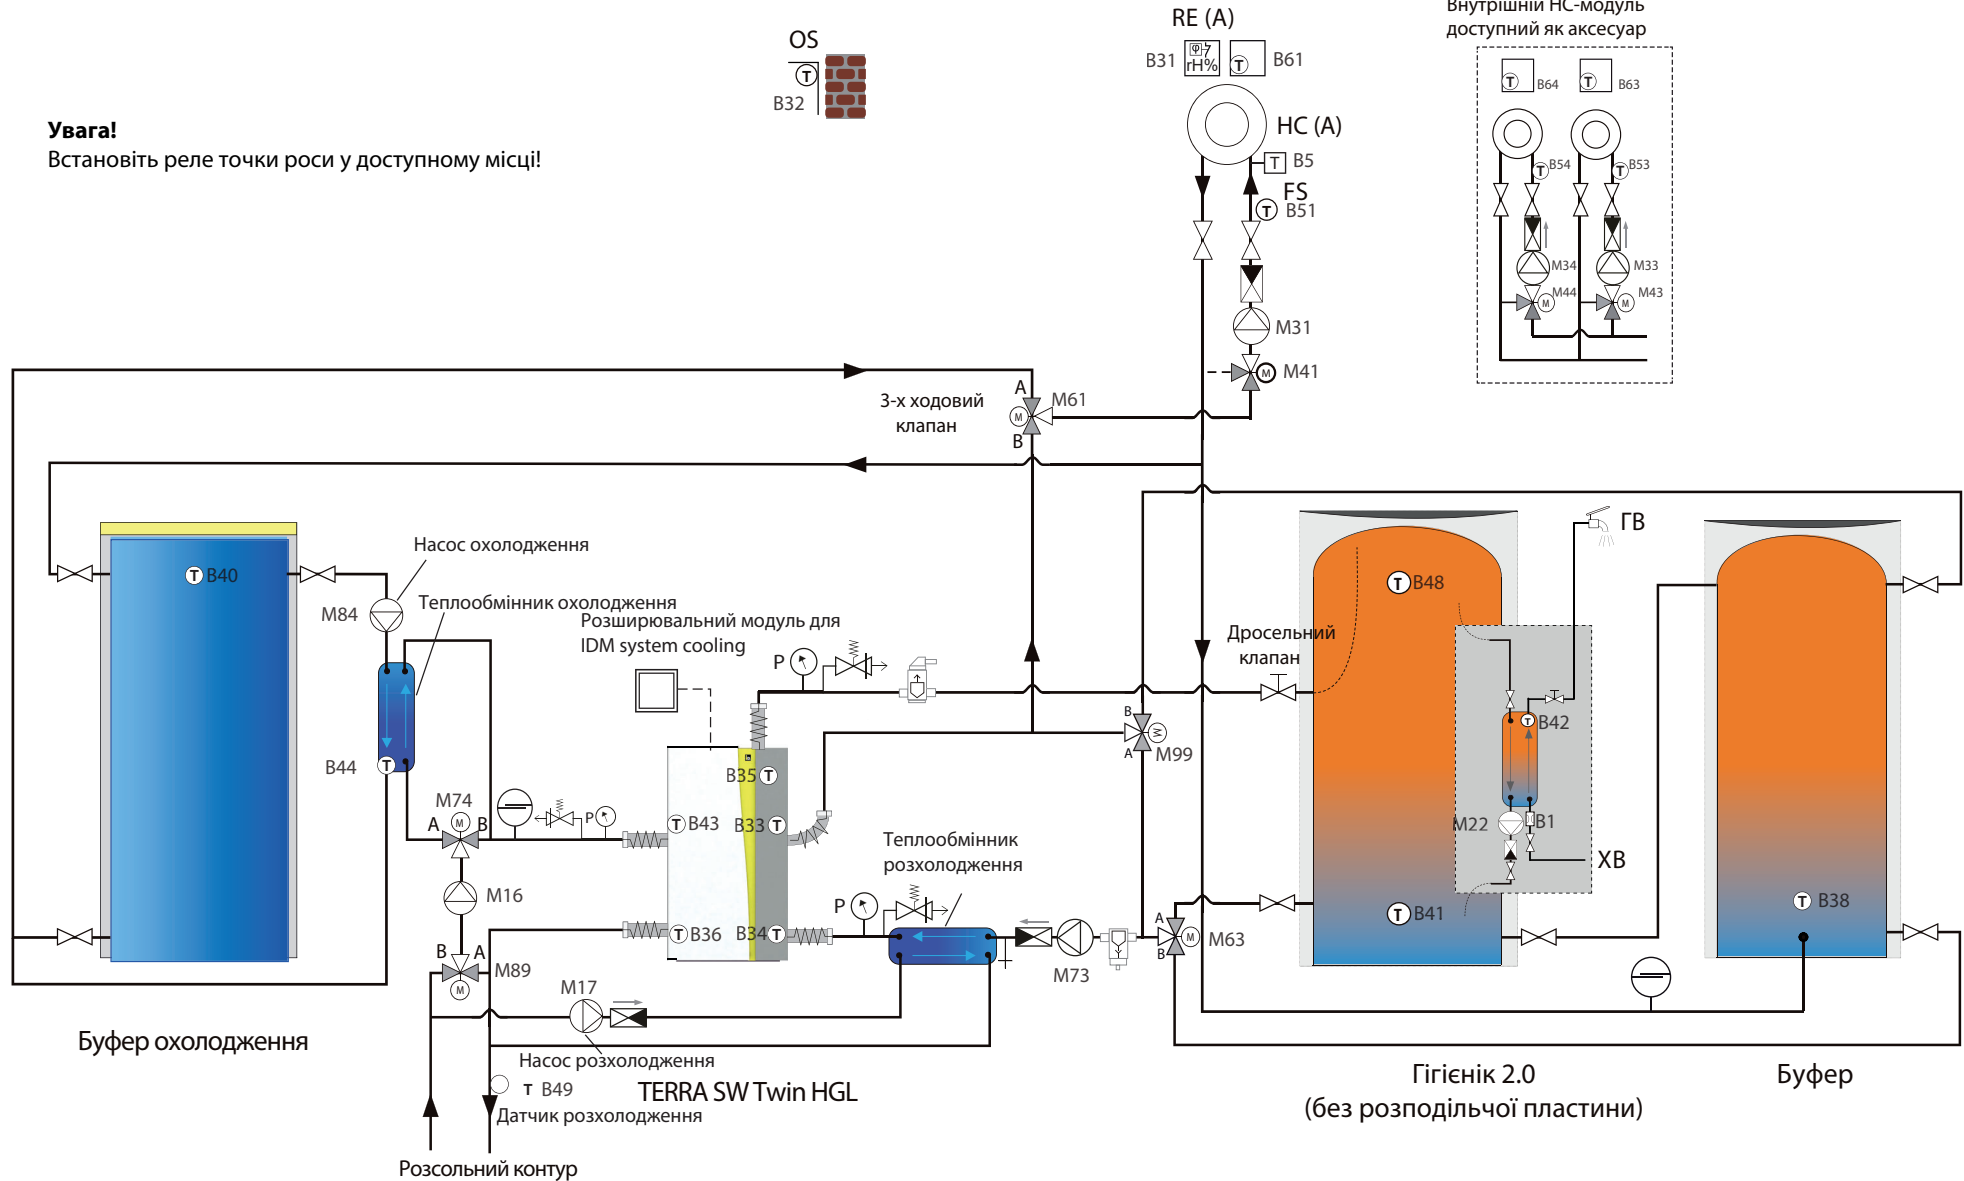 Увага!
Встановіть реле точки роси у доступному місці!
OS
T
B32
RE (A)
B31
φ
rH%
T
B61
HC (A)
T
B5
FS
T
B51
M31
M
M41
Внутрішній НС-модуль
доступний як аксесуар
T
B64
T
B63
T
B54
T
B53
M34
M33
M44
M
M43
M
3-х ходовий
клапан
A
M61
M
B
T
B40
Насос охолодження
M84
Теплообмінник охолодження
Розширювальний модуль для
IDM system cooling
B44
T
M74
A
M
B
P
P
T
B43
B35
T
B33
T
T
B36
B34
T
M16
B
A
M89
M
M17
Насос розхолодження
T
B49
Датчик розхолодження
TERRA SW Twin HGL
Розсольний контур
Буфер охолодження
Теплообмінник
розхолодження
P
M73
B
A
M99
A
M
M63
B
Дросельний
клапан
T
B48
T
B41
ГВ
T
B42
M22
B1
ХВ
T
B38
Гігієнік 2.0
(без розподільчої пластини)
Буфер